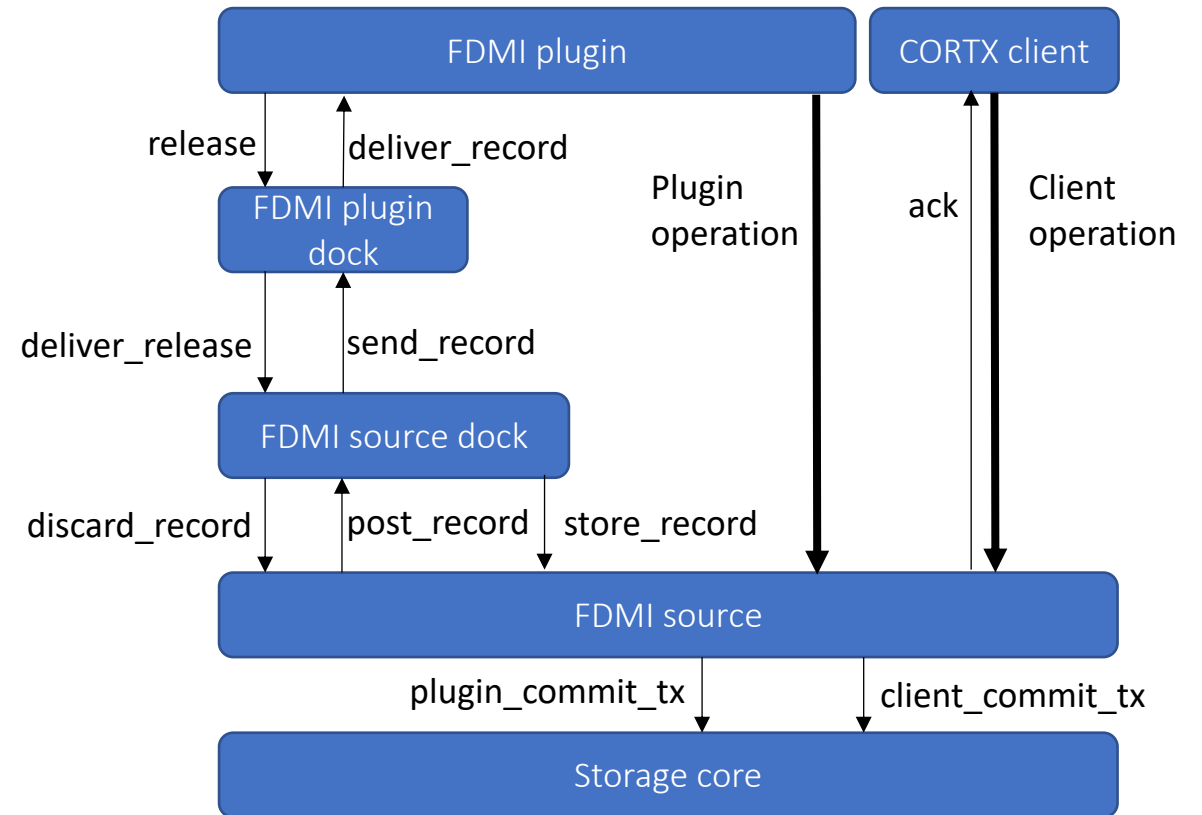 FDMI plugin
CORTX client
release
deliver_record
FDMI plugin
dock
Plugin
operation
ack
Client
operation
deliver_release
send_record
FDMI source dock
discard_record
post_record
store_record
FDMI source
plugin_commit_tx
client_commit_tx
Storage core